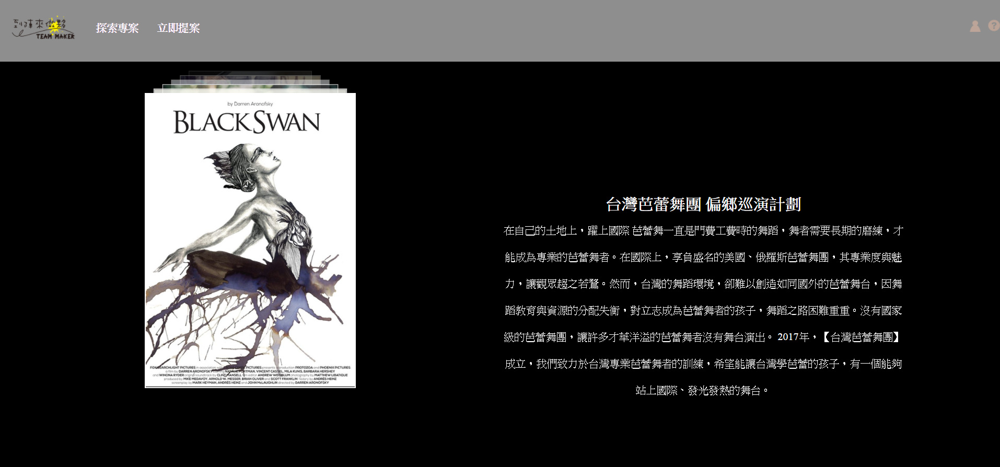 到陣來做夥
TEAM MAKER
探索專案
立即提案
by Darren Aronofsky
BLACK SWAN
FOX SEARCHLIGHT PICTURES in association with PICTURES presents a production PROTOZOA and PHOENIX PICTURES
a film by DARREN ARONOFSKY starring NATALIE PORTMAN, VINCENT CASSEL, MILA KUNIS, BARBARA HERSHEY
and WINONA RYDER original soundtrack by CLINT MANSELL film editor ANDREW WEISBLUM photography by MATTHEW LIBATIQUE
produced by MIKE MEDAVOY, ARNOLD W. MESSER, BRIAN OLIVER and SCOTT FRANKLIN history by ANDRÉS HEINZ
screenplay by MARK HEYMAN, ANDRÉS HEINZ and JOHN McLAUGHLIN directed by DARREN ARONOFSKY
台灣芭蕾舞團 偏鄉巡演計劃
在自己的土地上，躍上國際 芭蕾舞一直是門費工費時的舞蹈，舞者需要長期的磨練，才
能成為專業的芭蕾舞者。在國際上，享負盛名的美國、俄羅斯芭蕾舞團，其專業度與魅
力，讓觀眾趨之若鶩。然而，台灣的舞蹈環境，卻難以創造如同國外的芭蕾舞台，因舞
蹈教育與資源的分配失衡，對立志成為芭蕾舞者的孩子，舞蹈之路困難重重。沒有國家
級的芭蕾舞團，讓許多才華洋溢的芭蕾舞者沒有舞台演出。 2017年，【台灣芭蕾舞團】
成立，我們致力於台灣專業芭蕾舞者的訓練，希望能讓台灣學芭蕾的孩子，有一個能夠
站上國際、發光發熱的舞台。